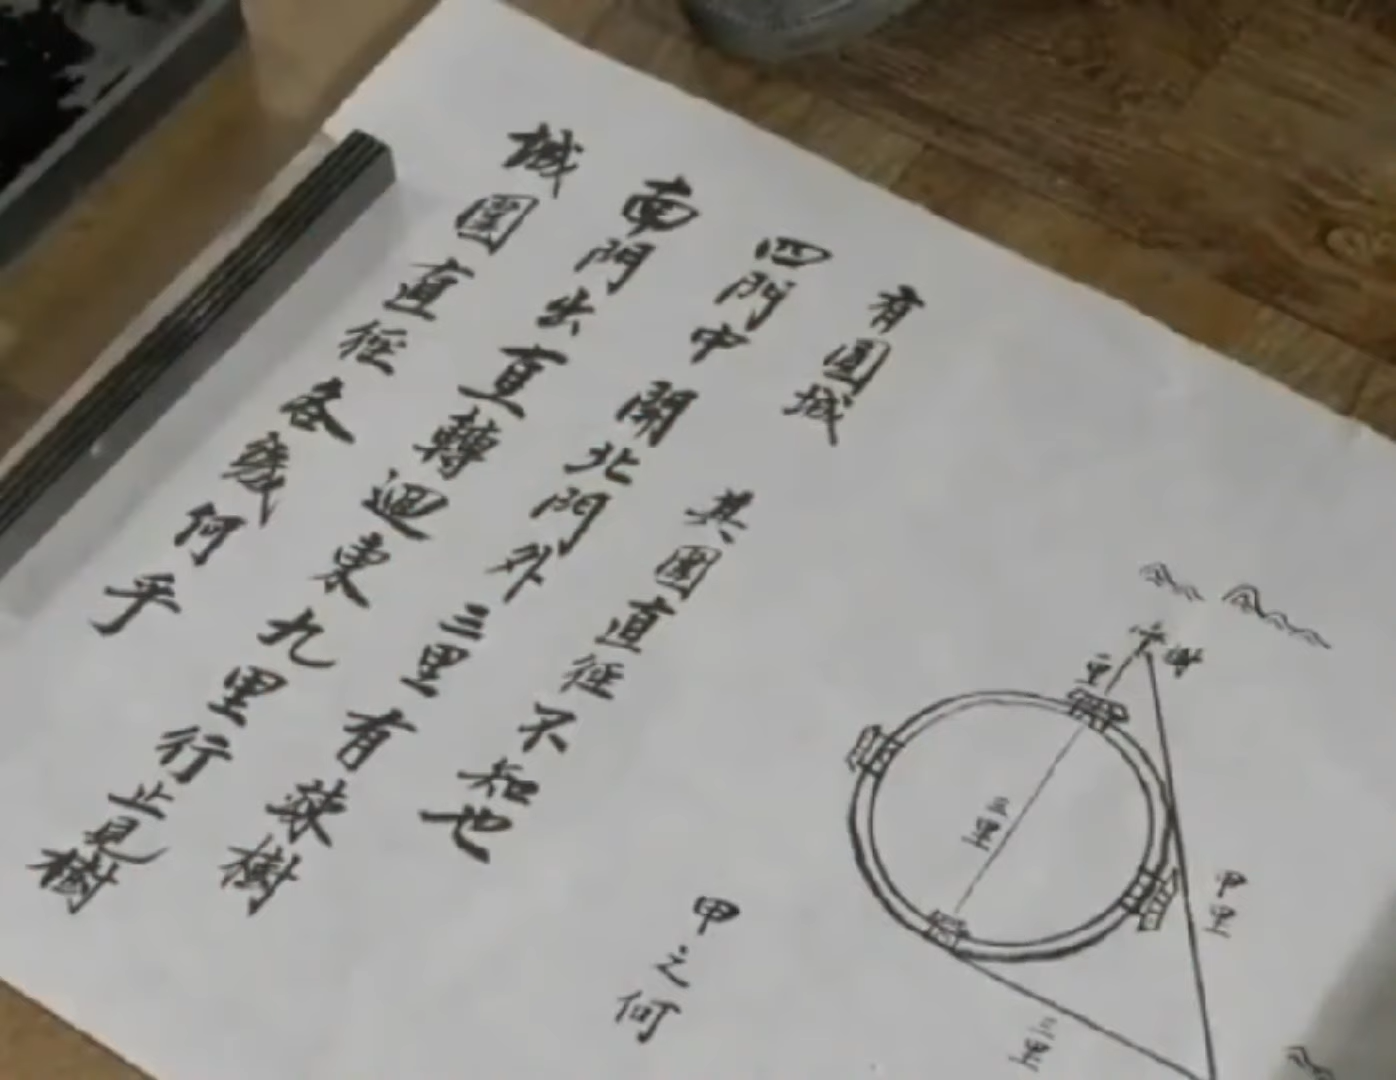 有圓城
四門中開
其圓直徑不知也
南門出直轉迴東九里行止見樹
北門外三里有
樹
城圓直徑各幾何乎
甲之何
樹
里
三里
甲里
三里